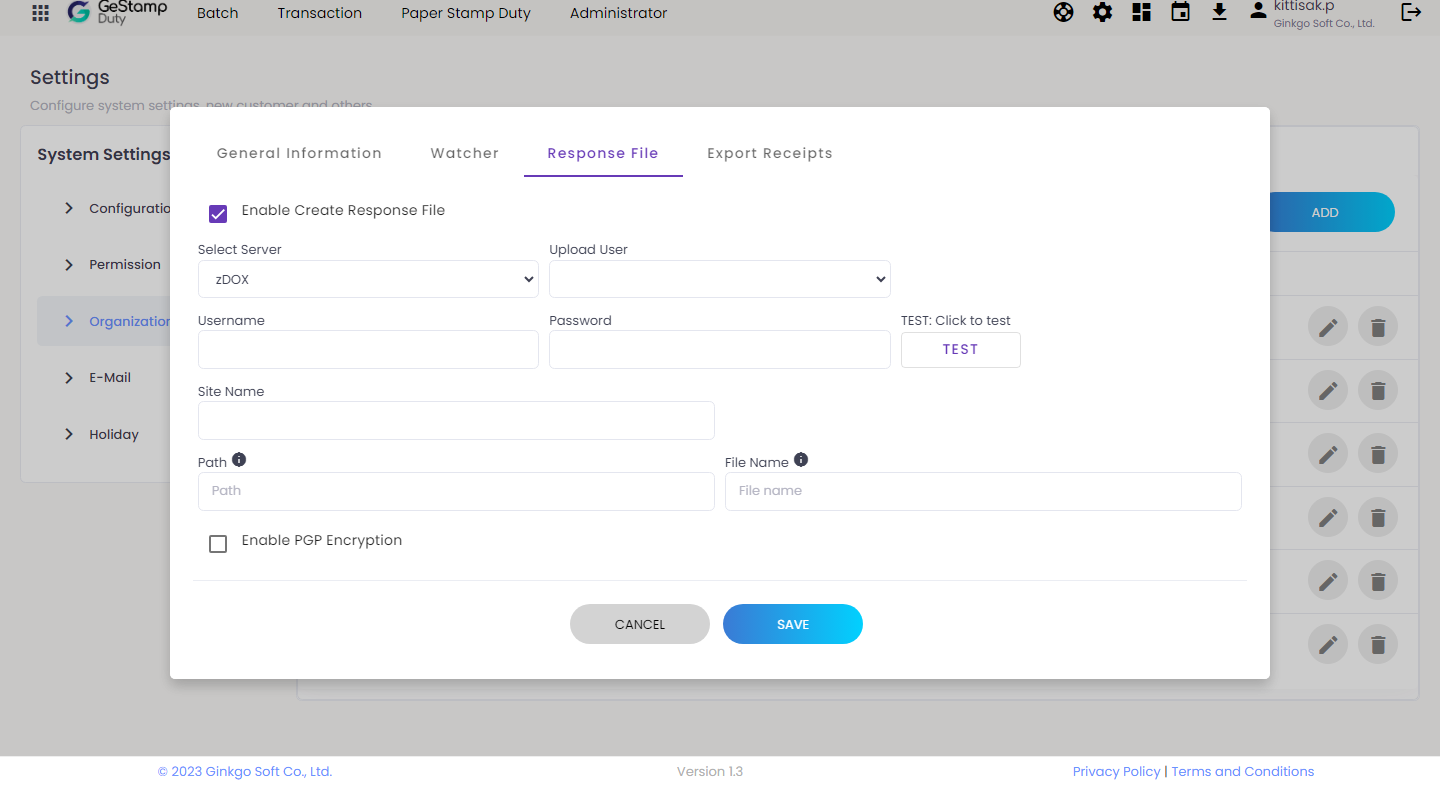 GeStamp
Duty
Batch
Transaction
Paper Stamp Duty
Administrator
kittisak.p
Ginkgo Soft Co., Ltd.
Settings
Configure system settings, new customer and others
System Settings
Configuratio
Permission
Organization
E-Mail
Holiday
ADD
General Information
Watcher
Response File
Export Receipts
Enable Create Response File
Select Server
Upload User
zDOX
Username
Password
TEST: Click to test
TEST
Site Name
Path
File Name
Path
File name
Enable PGP Encryption
CANCEL
SAVE
© 2023 Ginkgo Soft Co., Ltd.
Version 1.3
Privacy Policy | Terms and Conditions